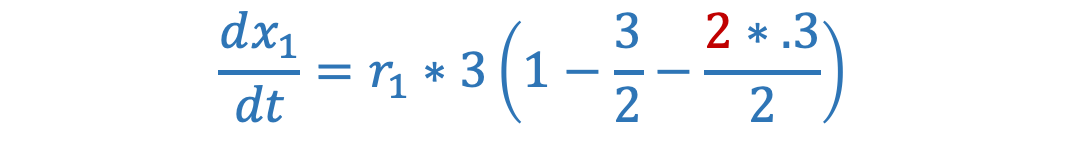 dx₁/dt = r₁ * 3 (1 − 3/2 − 2 * .3/2)